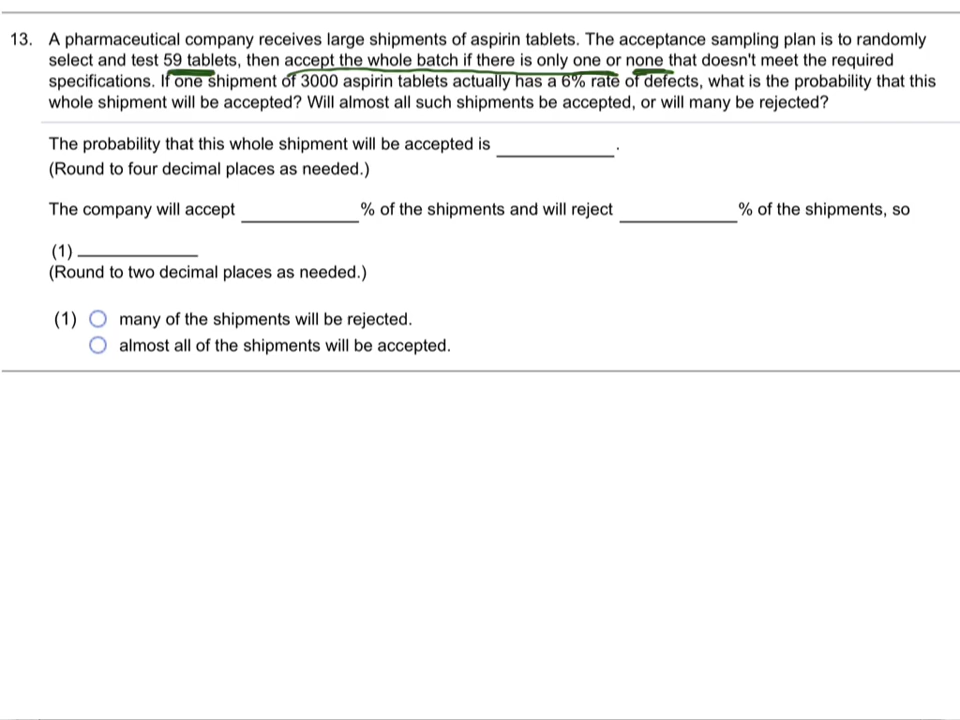 13. A pharmaceutical company receives large shipments of aspirin tablets. The acceptance sampling plan is to randomly
select and test 59 tablets, then accept the whole batch if there is only one or none that doesn't meet the required
specifications. If one shipment of 3000 aspirin tablets actually has a 6% rate of defects, what is the probability that this
whole shipment will be accepted? Will almost all such shipments be accepted, or will many be rejected?
The probability that this whole shipment will be accepted is ____________.
(Round to four decimal places as needed.)
The company will accept ____________% of the shipments and will reject ____________% of the shipments, so
(1) ____________
(Round to two decimal places as needed.)
(1) many of the shipments will be rejected.
almost all of the shipments will be accepted.